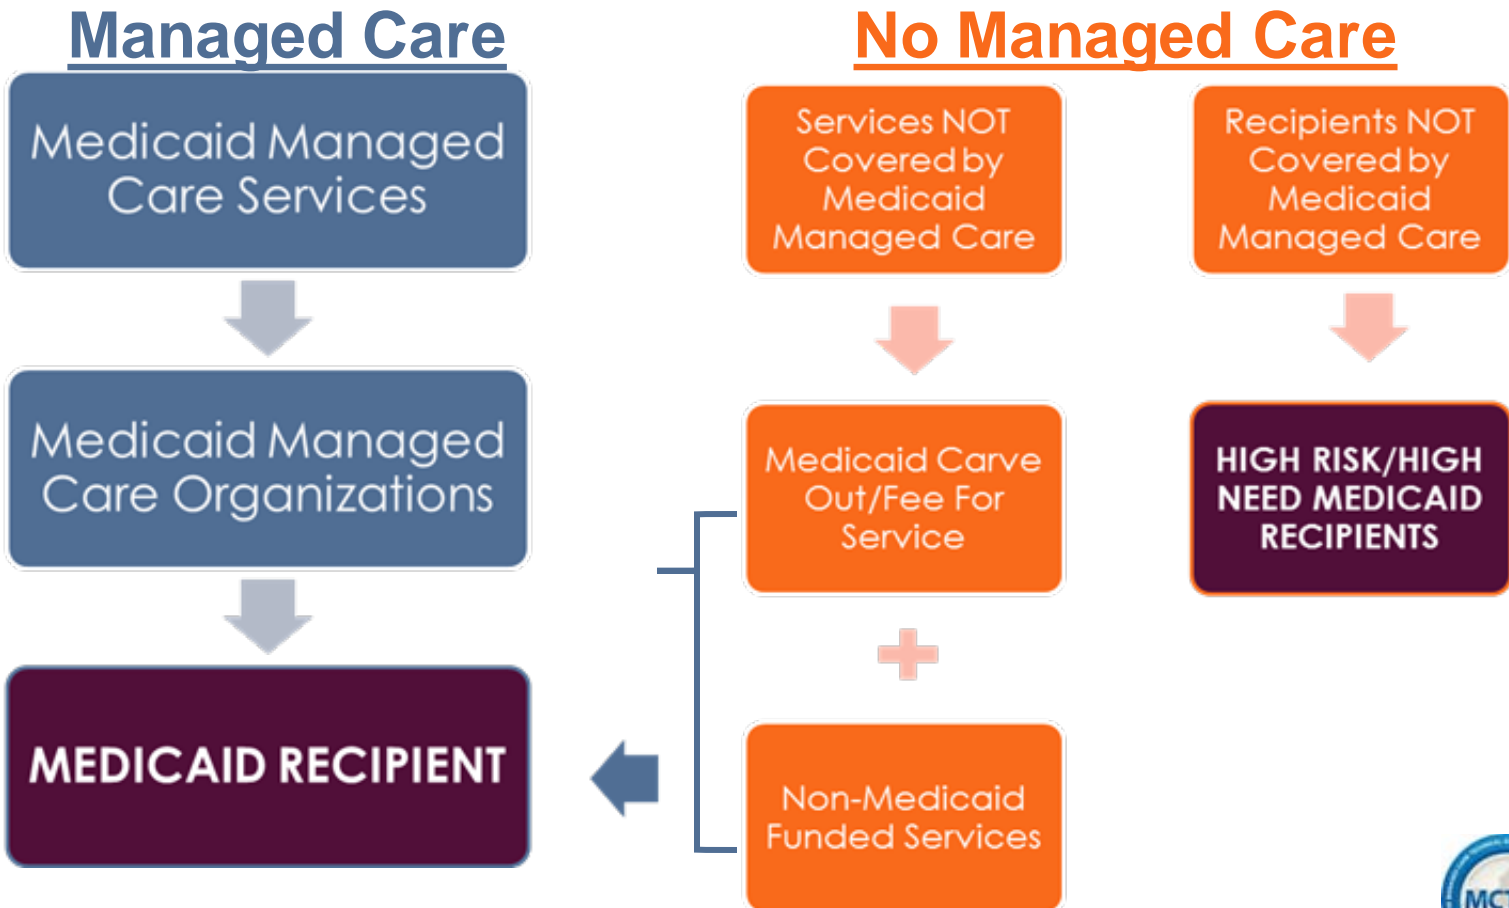 Managed Care
Medicaid Managed
Care Services
Medicaid Managed
Care Organizations
MEDICAID RECIPIENT
No Managed Care
Services NOT
Covered by
Medicaid
Managed Care
Medicaid Carve
Out/Fee For
Service
Non-Medicaid
Funded Services
Recipients NOT
Covered by
Medicaid
Managed Care
HIGH RISK/HIGH
NEED MEDICAID
RECIPIENTS